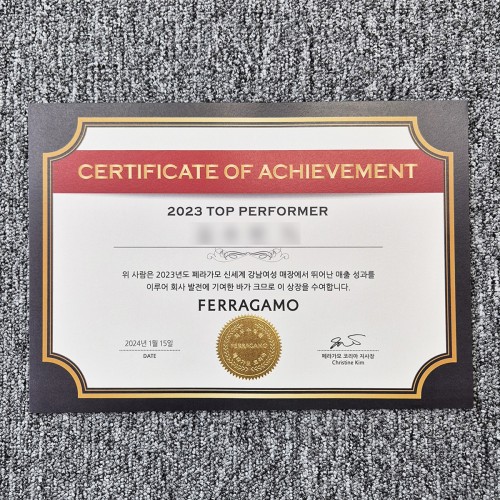 CERTIFICATE OF ACHIEVEMENT
2023 TOP PERFORMER
위 사람은 2023년도 페라가모 신세계 강남여성 매장에서 뛰어난 매출 성과를
이루어 회사 발전에 기여한 바가 크므로 이 상장을 수여합니다.
FERRAGAMO
FERRAGAMO
2024년 1월 15일
DATE
페라가모 코리아 지사장
Christine Kim